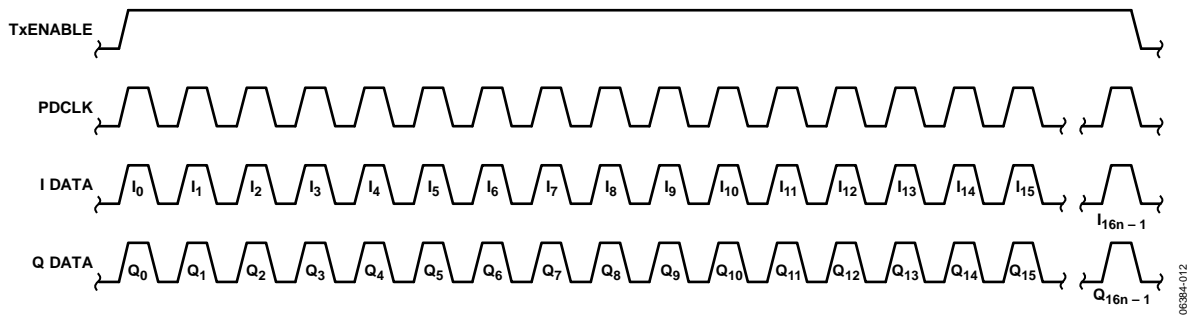 TxENABLE
PDCLK
I DATA I0 I1 I2 I3 I4 I5 I6 I7 I8 I9 I10 I11 I12 I13 I14 I15 I16n – 1
Q DATA Q0 Q1 Q2 Q3 Q4 Q5 Q6 Q7 Q8 Q9 Q10 Q11 Q12 Q13 Q14 Q15 Q16n – 1
06384-012